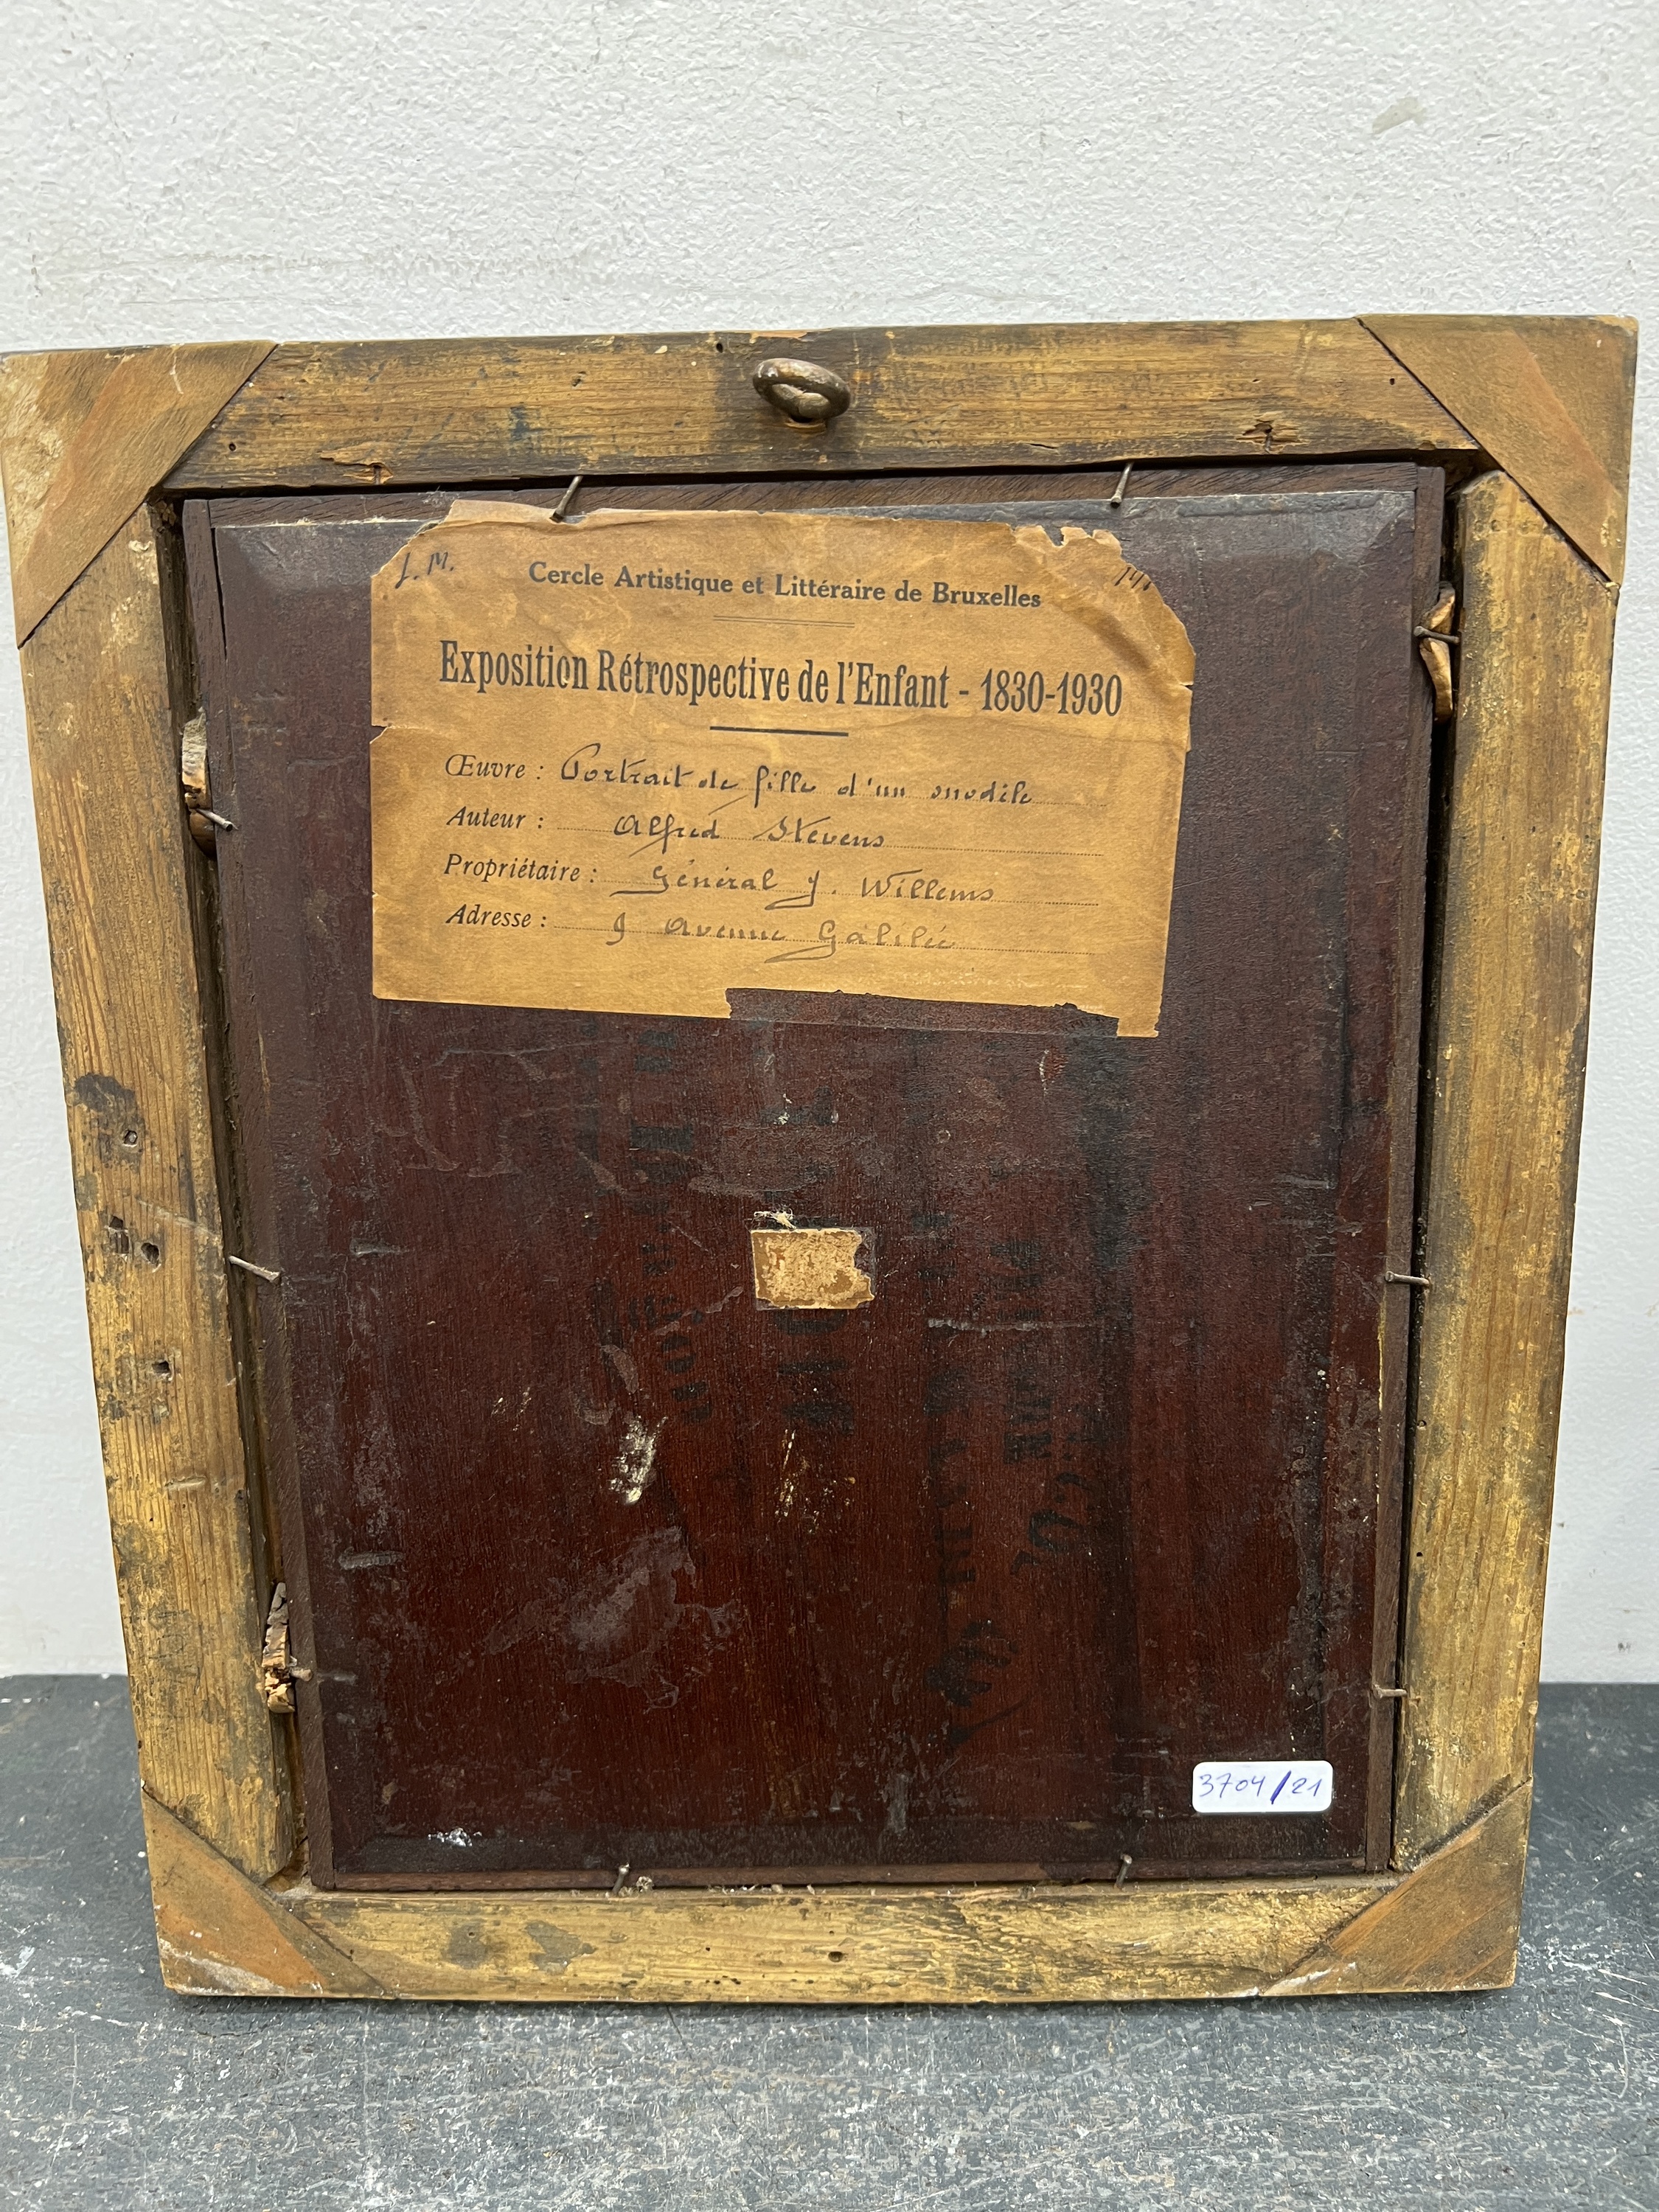 J. M.
Cercle Artistique et Littéraire de Bruxelles
Exposition Rétrospective de l'Enfant - 1830-1930
Œuvre : Portrait de fille d'un modèle
Auteur : Alfred Stevens
Propriétaire : Général J. Willems
Adresse : 9 Avenue Galilée
3704/21